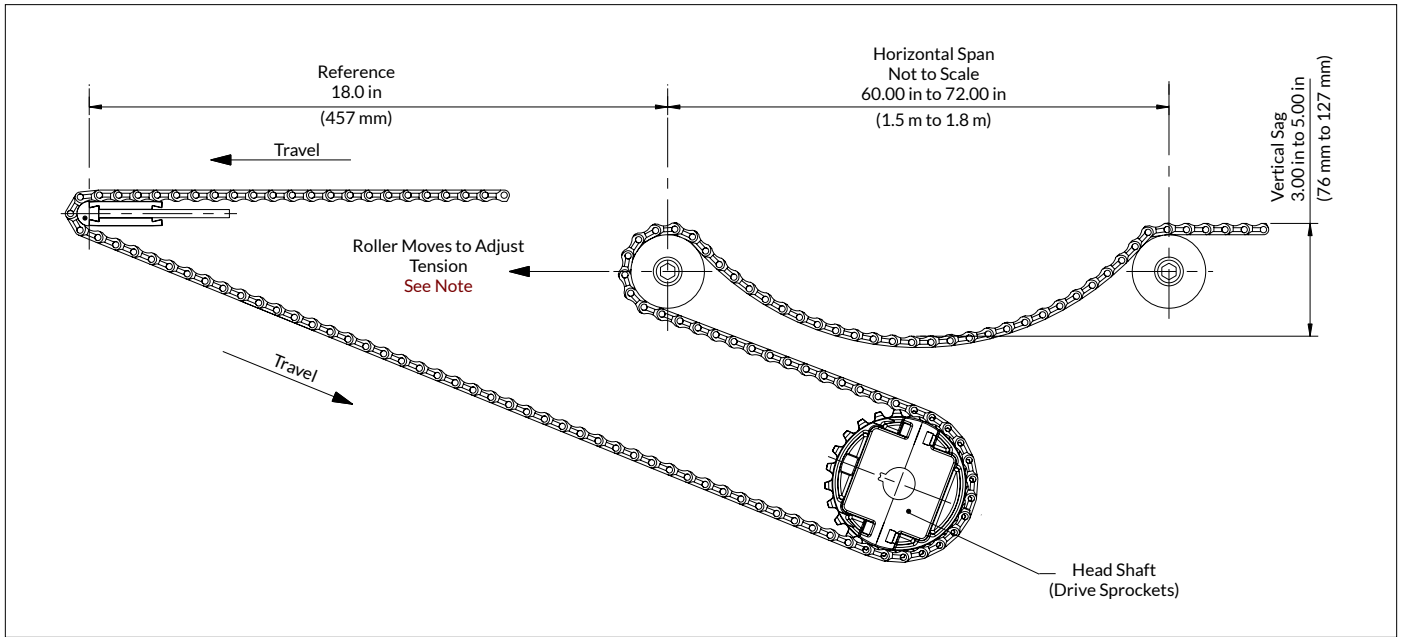 Reference
18.0 in
(457 mm)
Horizontal Span
Not to Scale
60.00 in to 72.00 in
(1.5 m to 1.8 m)
Vertical Sag
3.00 in to 5.00 in
(76 mm to 127 mm)
Travel
Roller Moves to Adjust
Tension
See Note
Travel
Head Shaft
(Drive Sprockets)